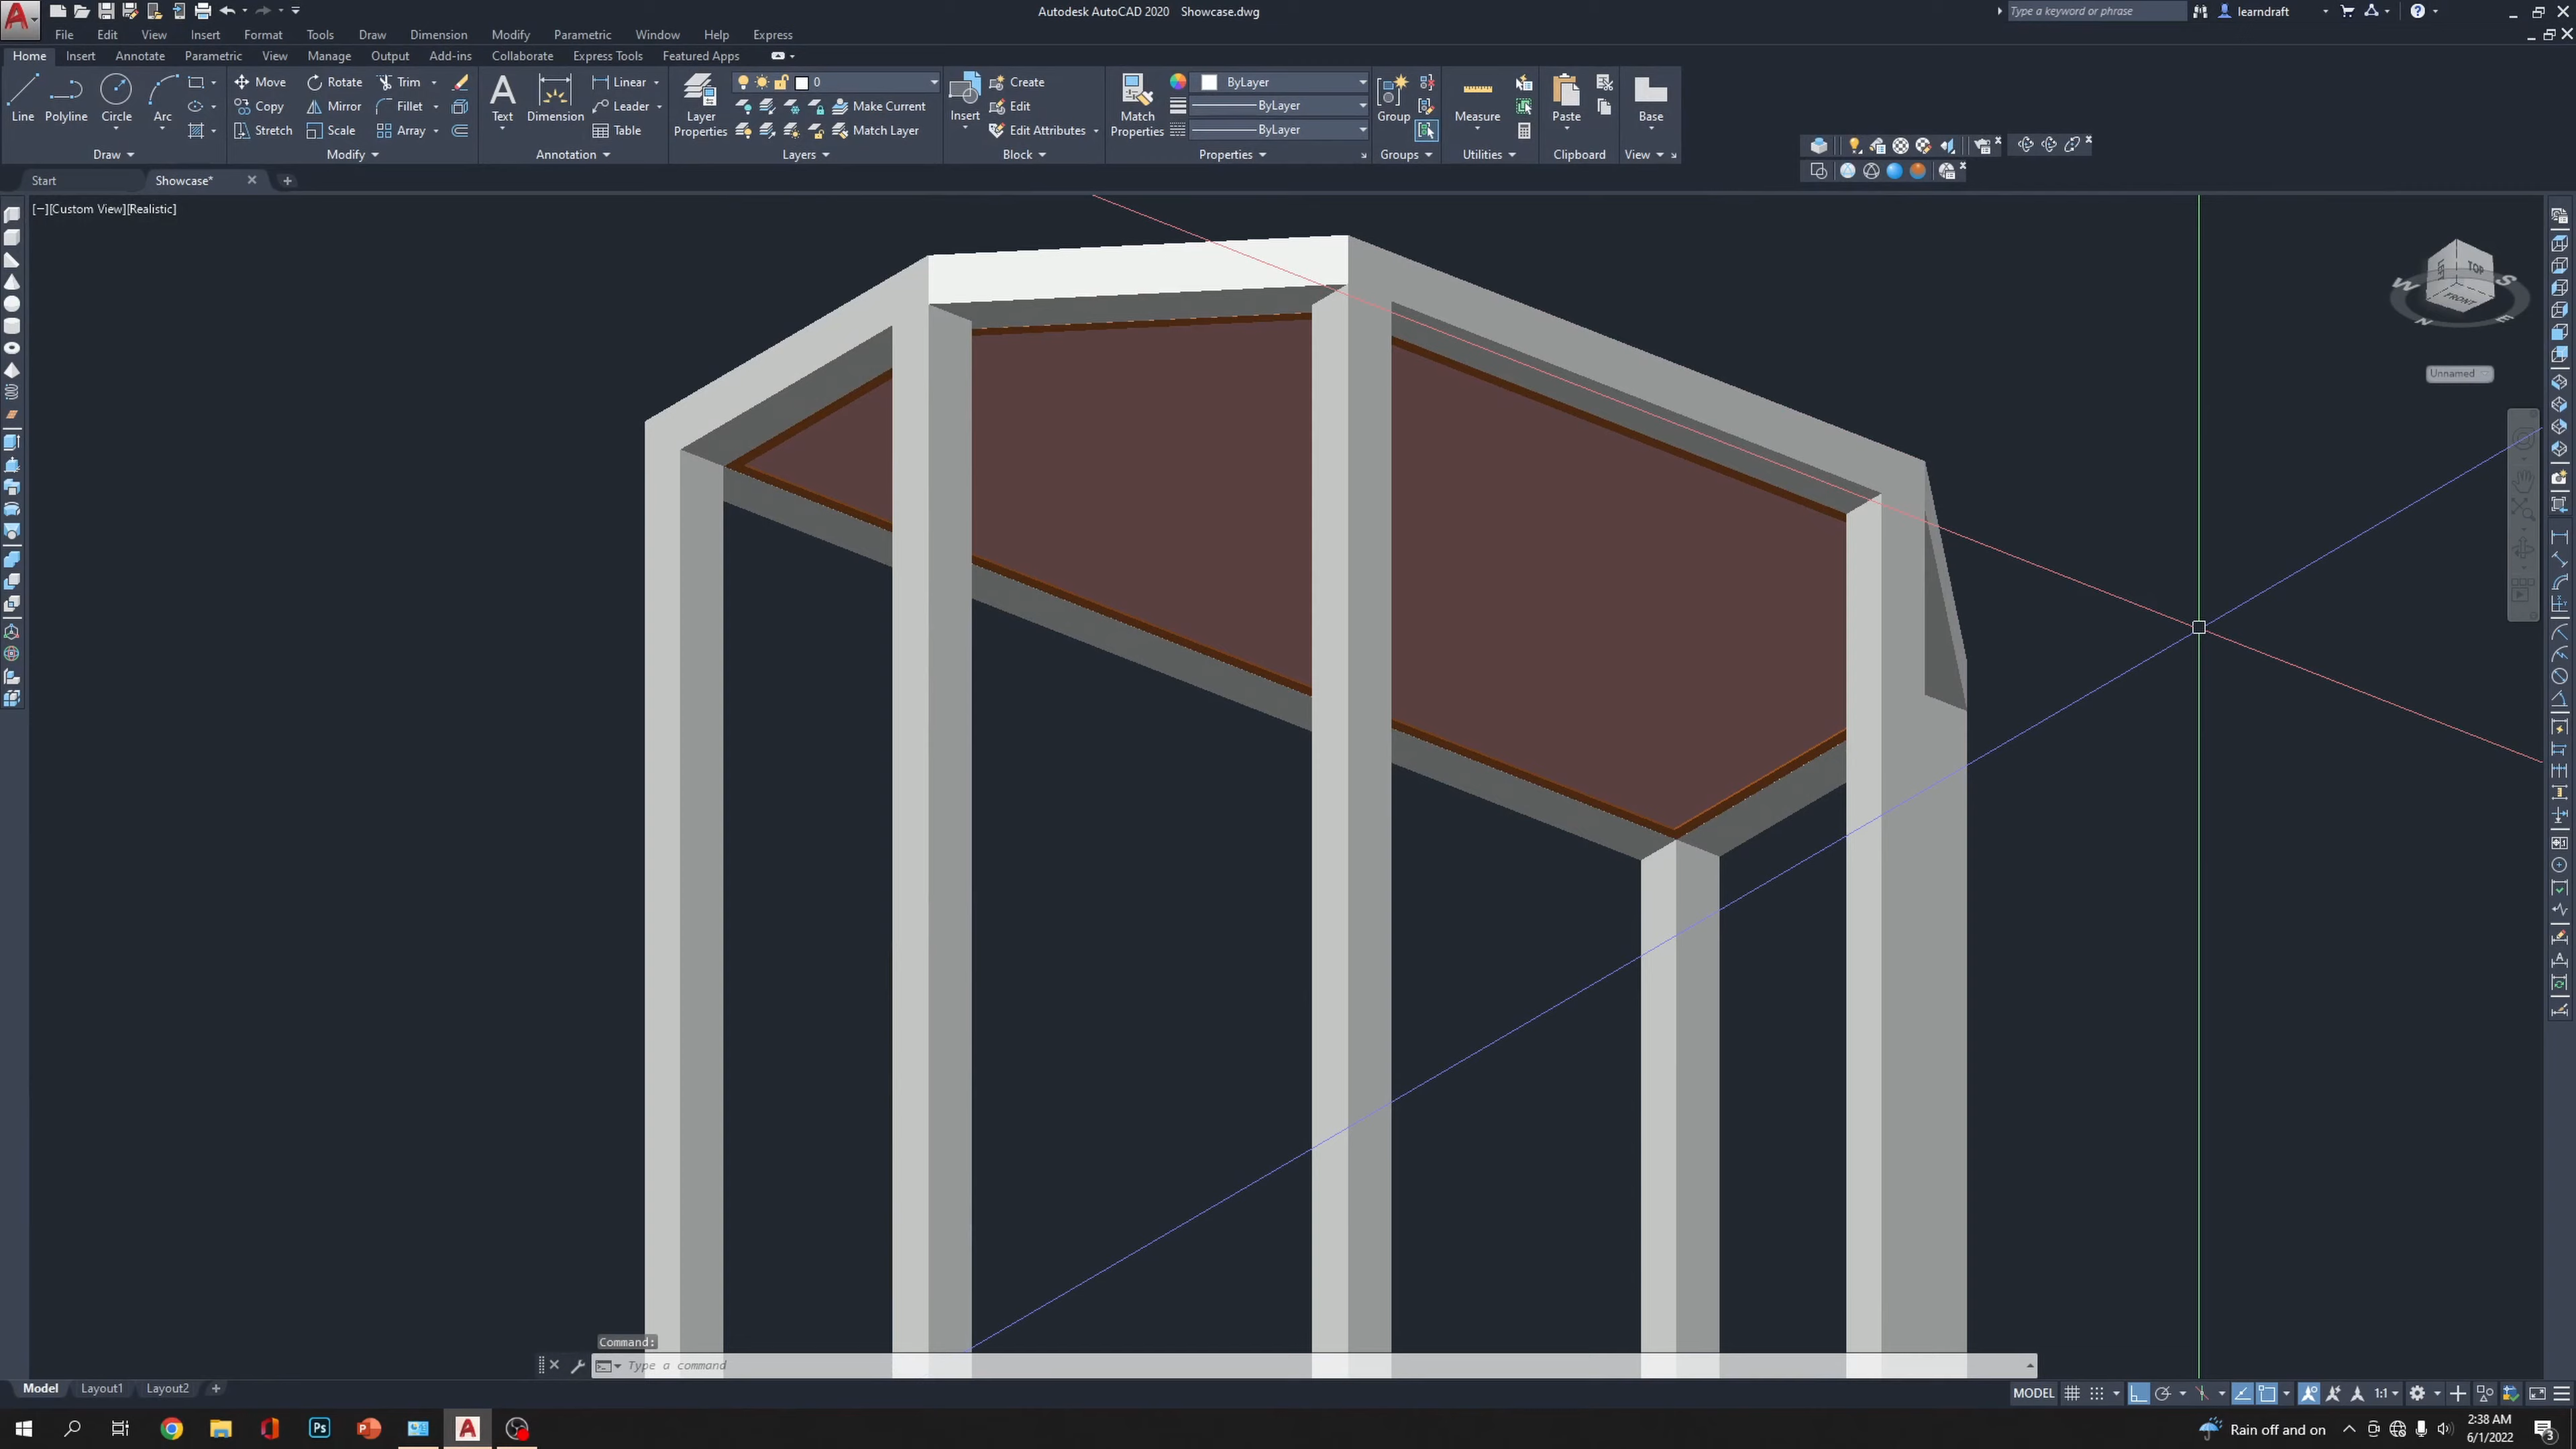 Autodesk AutoCAD 2020 Showcase.dwg
Type a keyword or phrase
learndraft
File Edit View Insert Format Tools Draw Dimension Modify Parametric Window Help Express
Home Insert Annotate Parametric View Manage Output Add-ins Collaborate Express Tools Featured Apps
Line Polyline Circle Arc
Move Rotate Trim
Copy Mirror Fillet
Stretch Scale Array
Text Dimension
Linear
Leader
Table
Layer Properties
0
Make Current
Match Layer
Insert
Create
Edit
Edit Attributes
Match Properties
ByLayer
ByLayer
ByLayer
Group
Measure
Paste
Base
Draw Modify Annotation Layers Block Properties Groups Utilities Clipboard View
Start Showcase*
[−][Custom View][Realistic]
TOP
FRONT
W S N E
Unnamed
Command:
Type a command
Model Layout1 Layout2
MODEL
1:1
Rain off and on
2:38 AM
6/1/2022
3